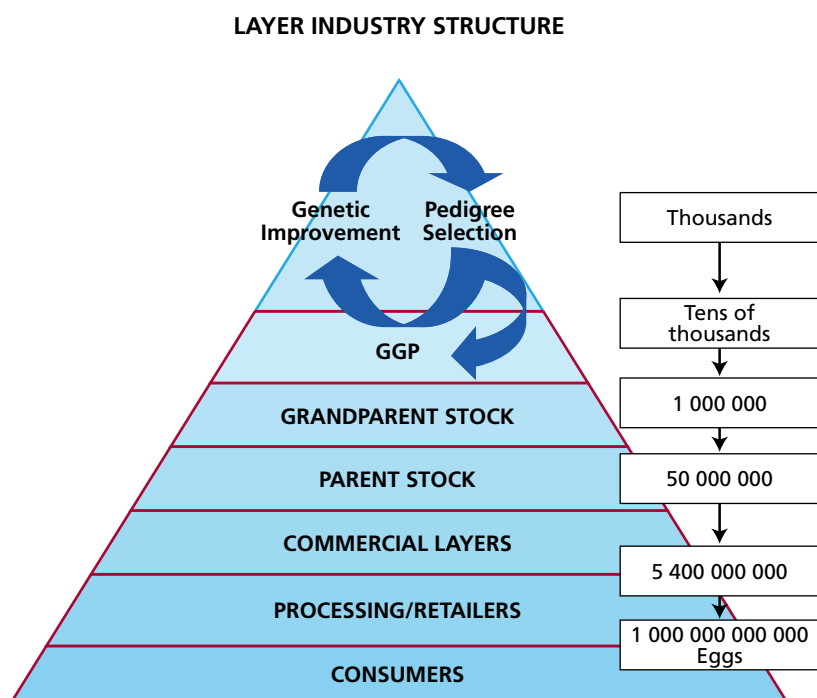 LAYER INDUSTRY STRUCTURE
Genetic
Improvement
Pedigree
Selection
GGP
GRANDPARENT STOCK
PARENT STOCK
COMMERCIAL LAYERS
PROCESSING/RETAILERS
CONSUMERS
Thousands
Tens of
thousands
1 000 000
50 000 000
5 400 000 000
1 000 000 000 000
Eggs